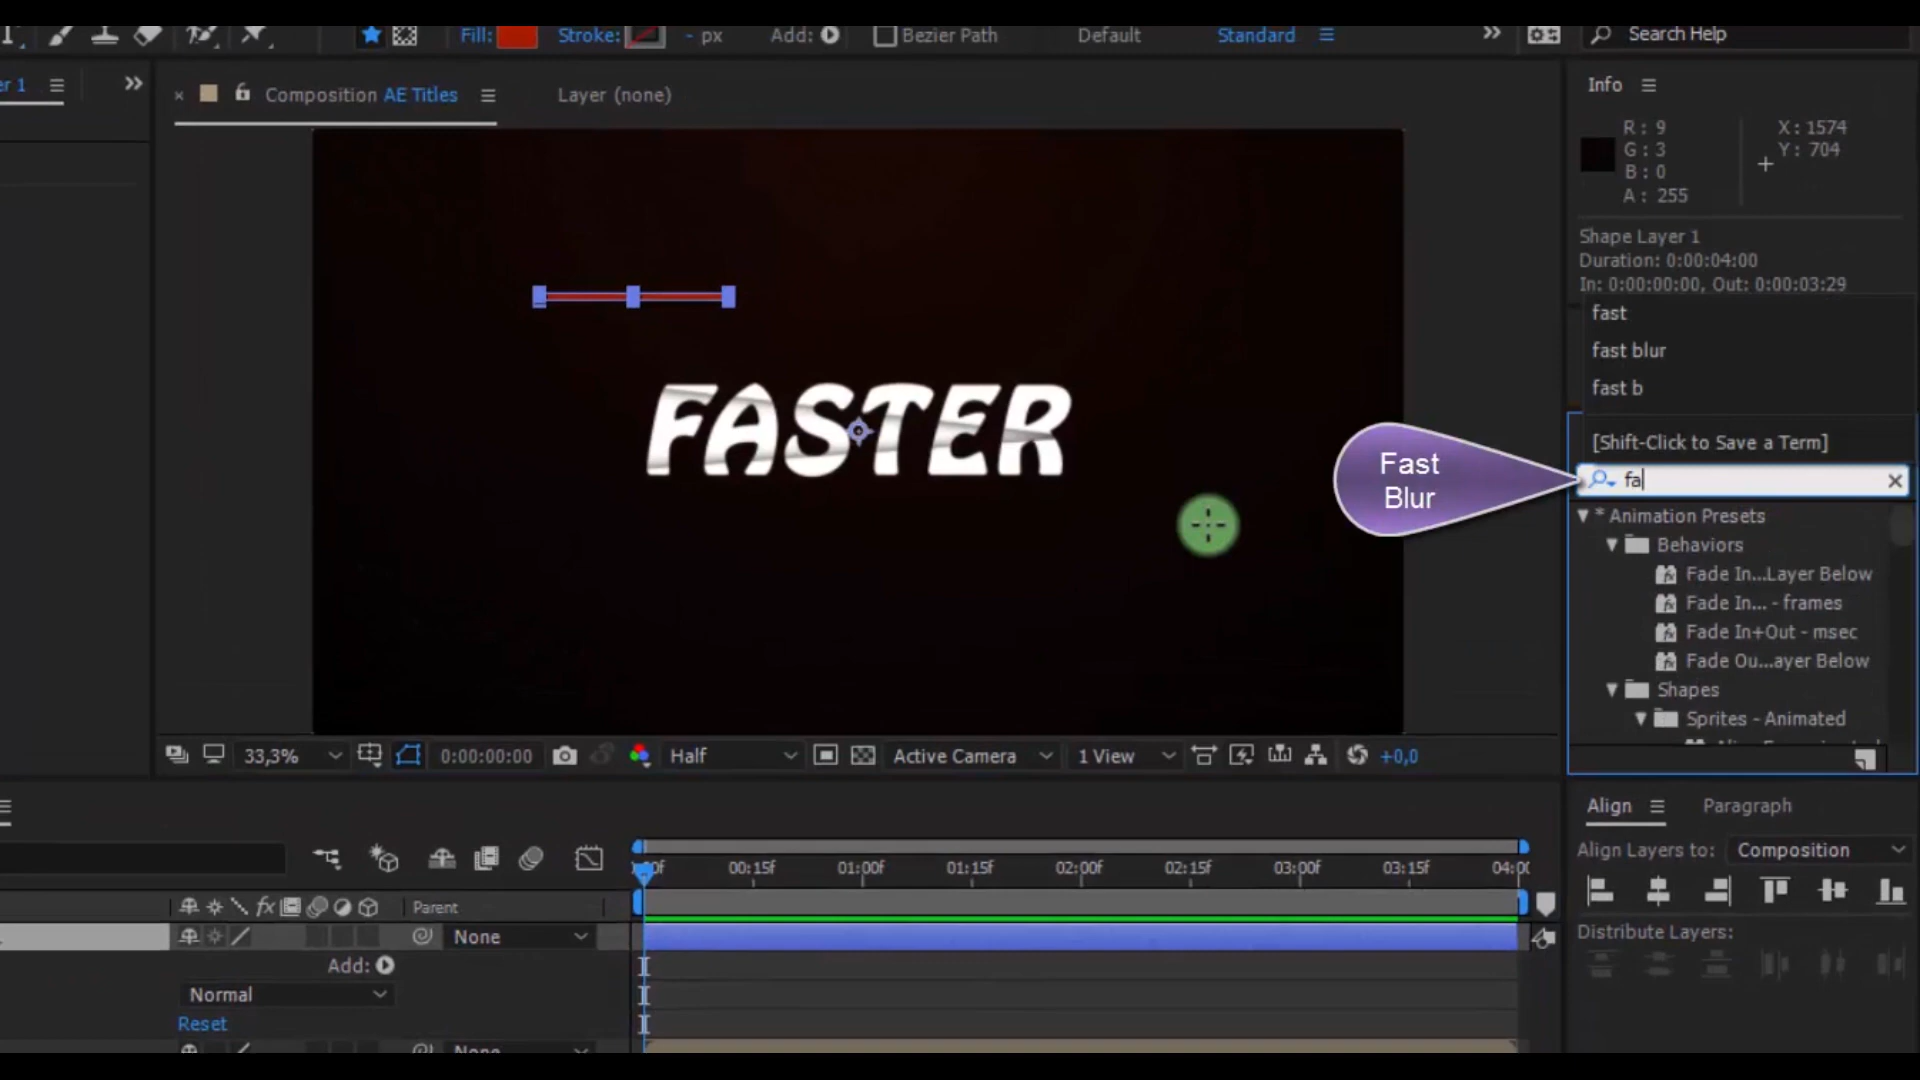 Fill:
Stroke:
- px
Add:
Bezier Path
Default
Standard
Search Help
er 1
Composition AE Titles
Layer (none)
Info
R : 9
G : 3
B : 0
A : 255
X : 1574
Y : 704
Shape Layer 1
Duration: 0:00:04:00
In: 0:00:00:00, Out: 0:00:03:29
fast
fast blur
fast b
[Shift-Click to Save a Term]
fa
Fast
Blur
FASTER
* Animation Presets
Behaviors
Fade In...Layer Below
Fade In... - frames
Fade In+Out - msec
Fade Ou...ayer Below
Shapes
Sprites - Animated
33,3%
0:00:00:00
Half
Active Camera
1 View
+0,0
Align
Paragraph
Align Layers to:
Composition
Distribute Layers:
00:15f
01:00f
01:15f
02:00f
02:15f
03:00f
03:15f
04:00
fx
Parent
None
Add:
Normal
Reset
None